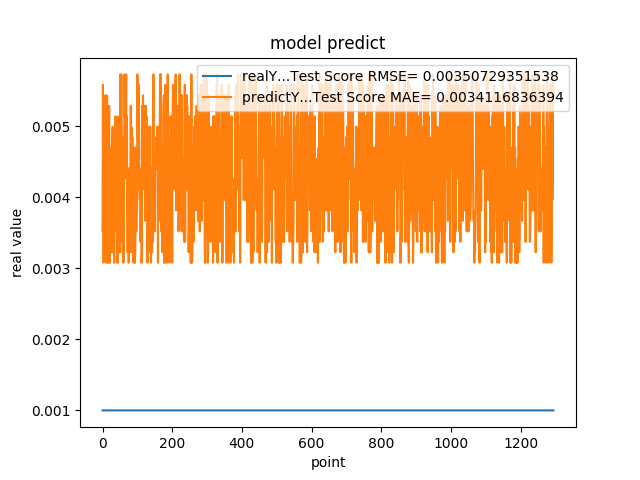 model predict
realY...Test Score RMSE= 0.00350729351538
predictY...Test Score MAE= 0.0034116836394
0.005
0.004
0.003
0.002
0.001
real value
0 200 400 600 800 1000 1200
point